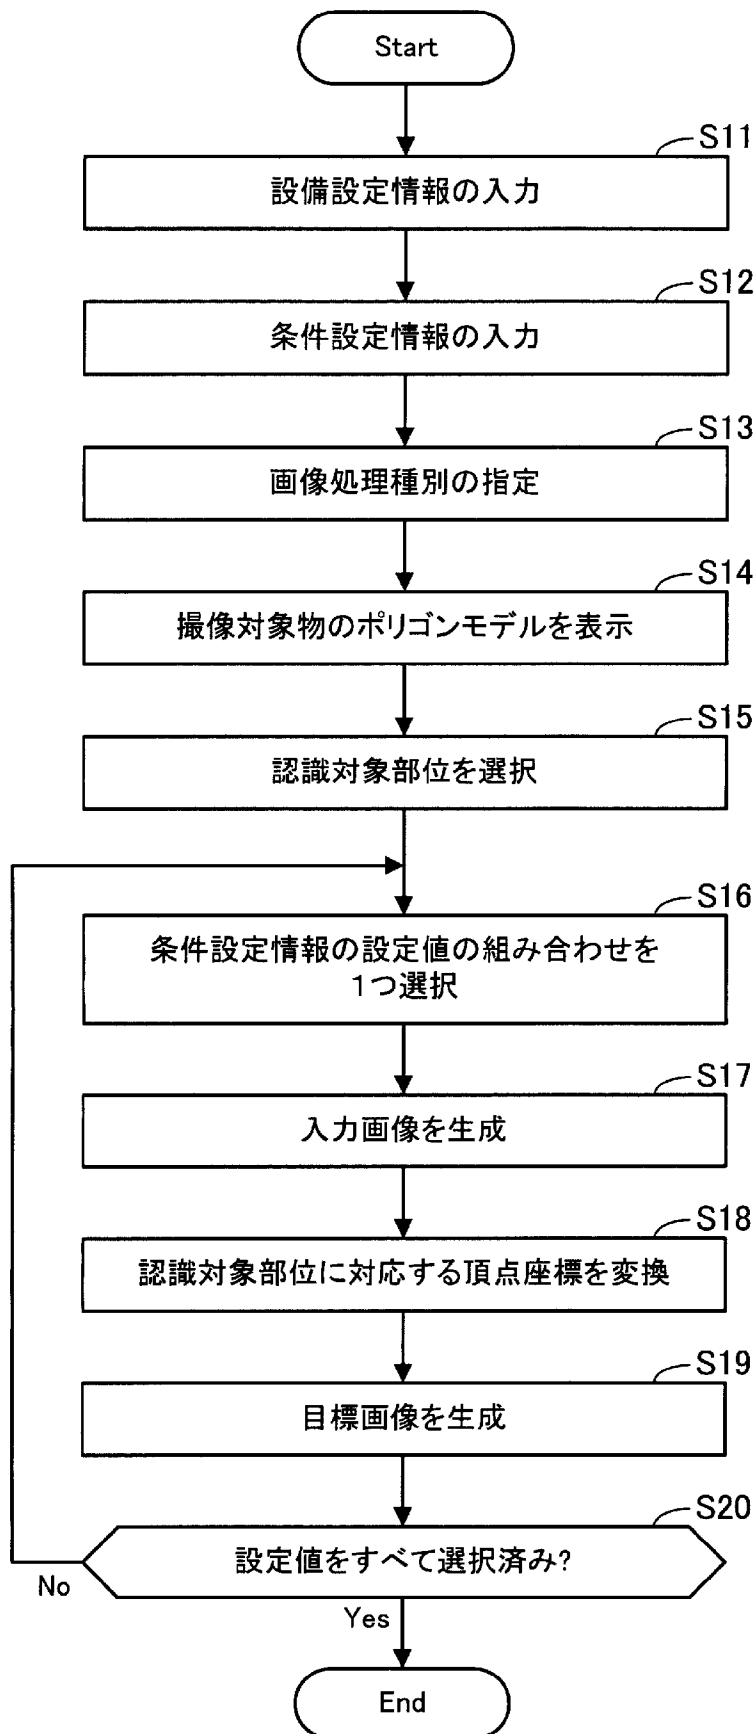 Start
S11
設備設定情報の入力
S12
条件設定情報の入力
S13
画像処理種別の指定
S14
撮像対象物のポリゴンモデルを表示
S15
認識対象部位を選択
S16
条件設定情報の設定値の組み合わせを
1つ選択
S17
入力画像を生成
S18
認識対象部位に対応する頂点座標を変換
S19
目標画像を生成
S20
設定値をすべて選択済み?
No
Yes
End